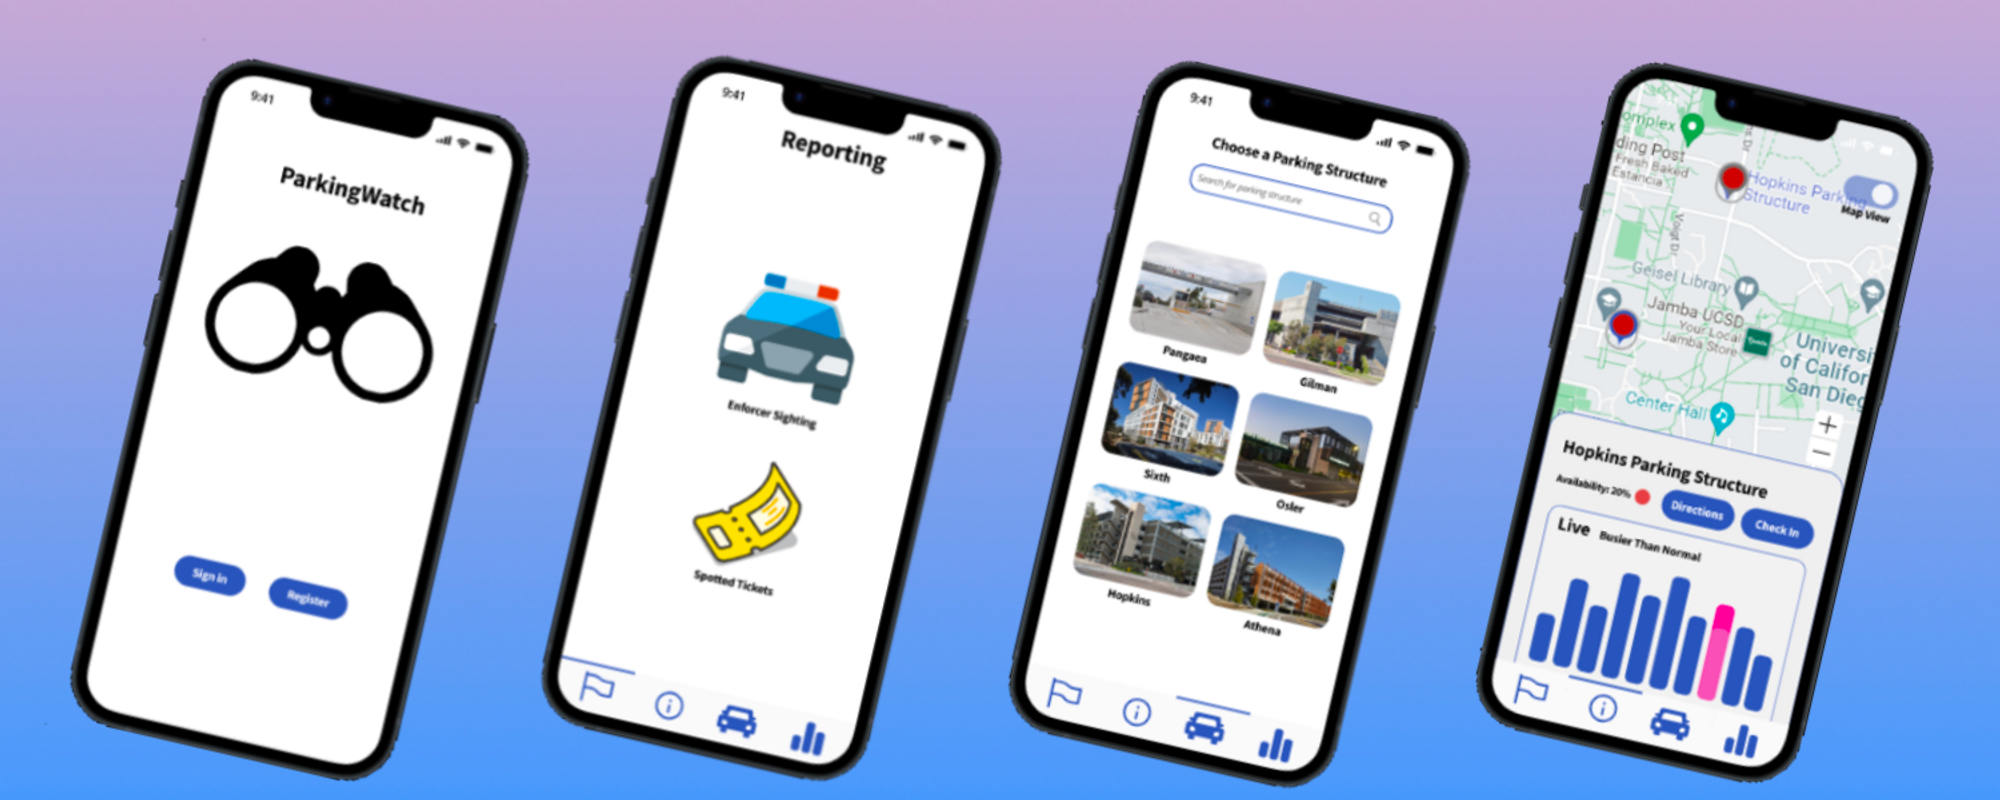 9:41
ParkingWatch
Sign in
Register
9:41
Reporting
Enforcer Sighting
Spotted Tickets
9:41
Choose a Parking Structure
Search for parking structure
Pangaea
Gilman
Sixth
Osler
Hopkins
Athena
omplex
ding Post
Fresh Baked
Estancia
Hopkins Parking
Structure
Map View
Voigt Dr
Geisel Library
Jamba UCSD
Your Local
Jamba Store
Universi
of Califor
San Dieg
Center Hall
+
−
Hopkins Parking Structure
Availability: 20%
Directions
Check In
Live Busier Than Normal